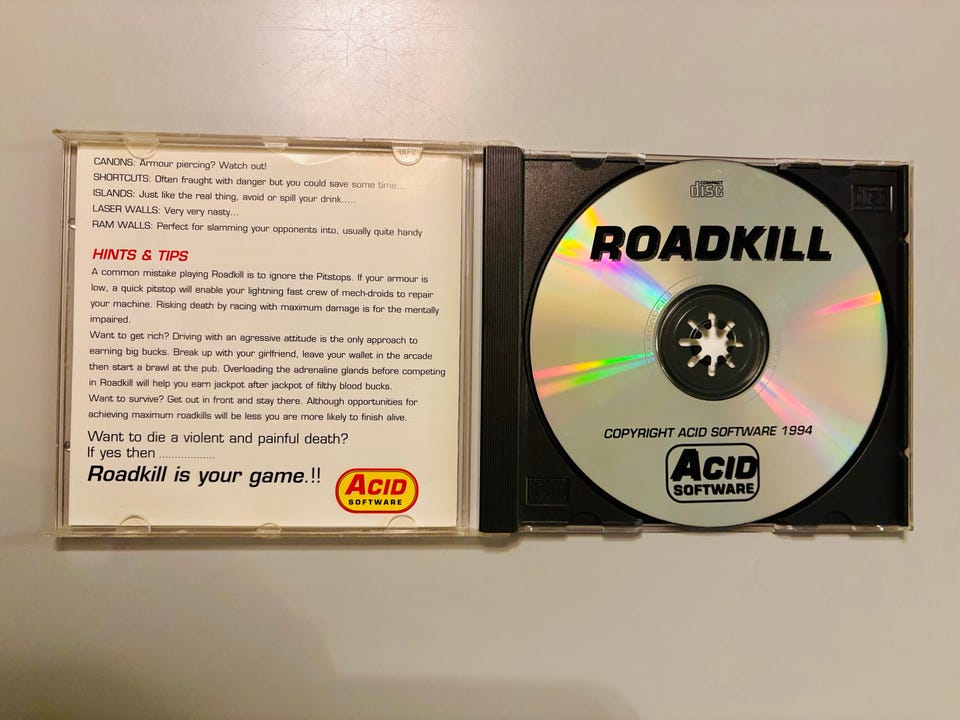 CANONS: Armour piercing? Watch out!
SHORTCUTS: Often fraught with danger but you could save some time...
ISLANDS: Just like the real thing, avoid or spill your drink.....
LASER WALLS: Very very nasty...
RAM WALLS: Perfect for slamming your opponents into, usually quite handy
HINTS & TIPS
A common mistake playing Roadkill is to ignore the Pitstops. If your armour is
low, a quick pitstop will enable your lightning fast crew of mech-droids to repair
your machine. Risking death by racing with maximum damage is for the mentally
impaired.
Want to get rich? Driving with an agressive attitude is the only approach to
earning big bucks. Break up with your girlfriend, leave your wallet in the arcade
then start a brawl at the pub. Overloading the adrenaline glands before competing
in Roadkill will help you earn jackpot after jackpot of filthy blood bucks.
Want to survive? Get out in front and stay there. Although opportunities for
achieving maximum roadkills will be less you are more likely to finish alive.
Want to die a violent and painful death?
If yes then ..................
Roadkill is your game.!!
ACID
SOFTWARE
COMPACT
disc
ROADKILL
COPYRIGHT ACID SOFTWARE 1994
ACID
SOFTWARE